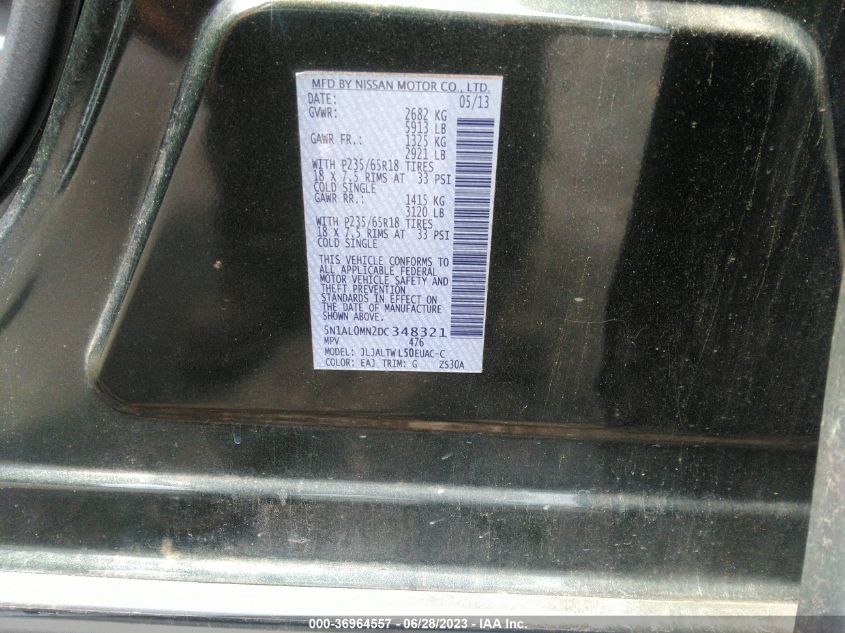 MFD BY NISSAN MOTOR CO., LTD.
DATE: 05/13
GVWR: 2682 KG
5913 LB
GAWR FR.: 1325 KG
2921 LB
WITH P235/65R18 TIRES
18 X 7.5 RIMS AT 33 PSI
COLD SINGLE
GAWR RR.: 1415 KG
3120 LB
WITH P235/65R18 TIRES
18 X 7.5 RIMS AT 33 PSI
COLD SINGLE
THIS VEHICLE CONFORMS TO
ALL APPLICABLE FEDERAL
MOTOR VEHICLE SAFETY AND
THEFT PREVENTION
STANDARDS IN EFFECT ON
THE DATE OF MANUFACTURE
SHOWN ABOVE.
5N1AL0MN2DC348321
MPV 476
MODEL: JLJALTWL50EUAC-C
COLOR: EAJ TRIM: G ZS30A
000-36964557 | 06/28/2023 | IAA Inc.